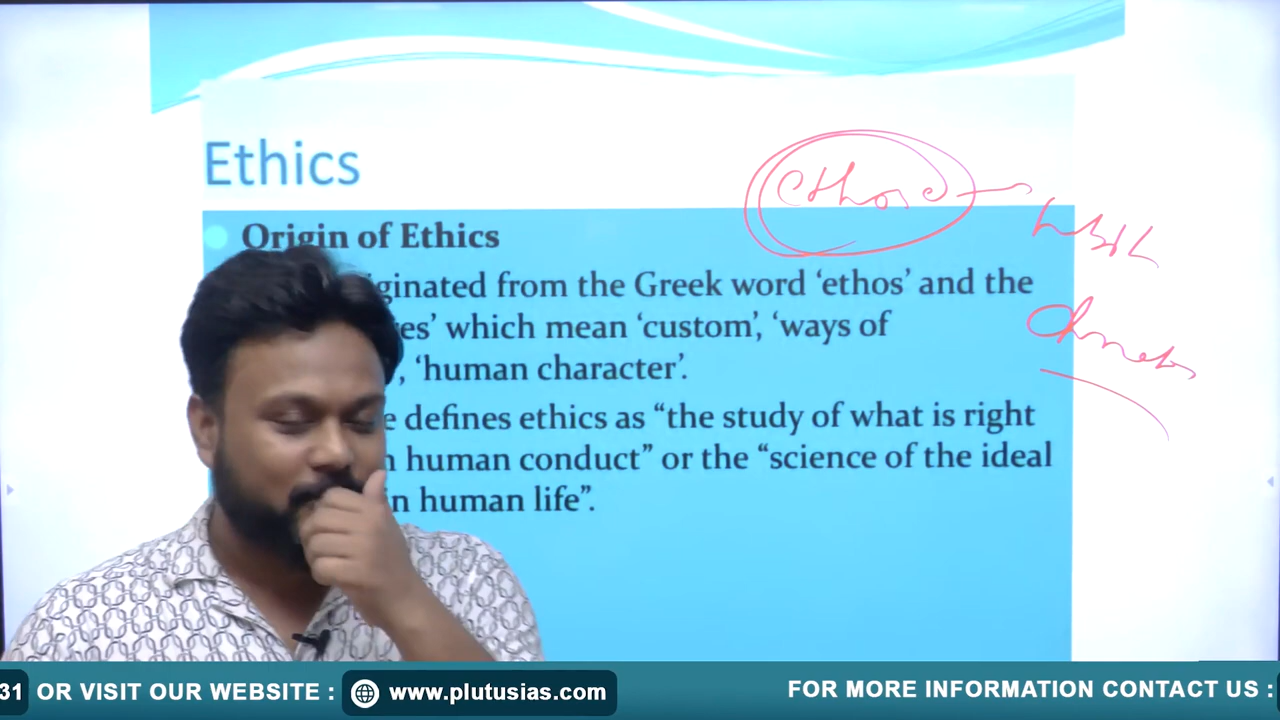 Ethics
Origin of Ethics
ginated from the Greek word ‘ethos’ and the
es’ which mean ‘custom’, ‘ways of
, ‘human character’.
e defines ethics as “the study of what is right
n human conduct” or the “science of the ideal
in human life”.
ethos
31 OR VISIT OUR WEBSITE : www.plutusias.com FOR MORE INFORMATION CONTACT US :